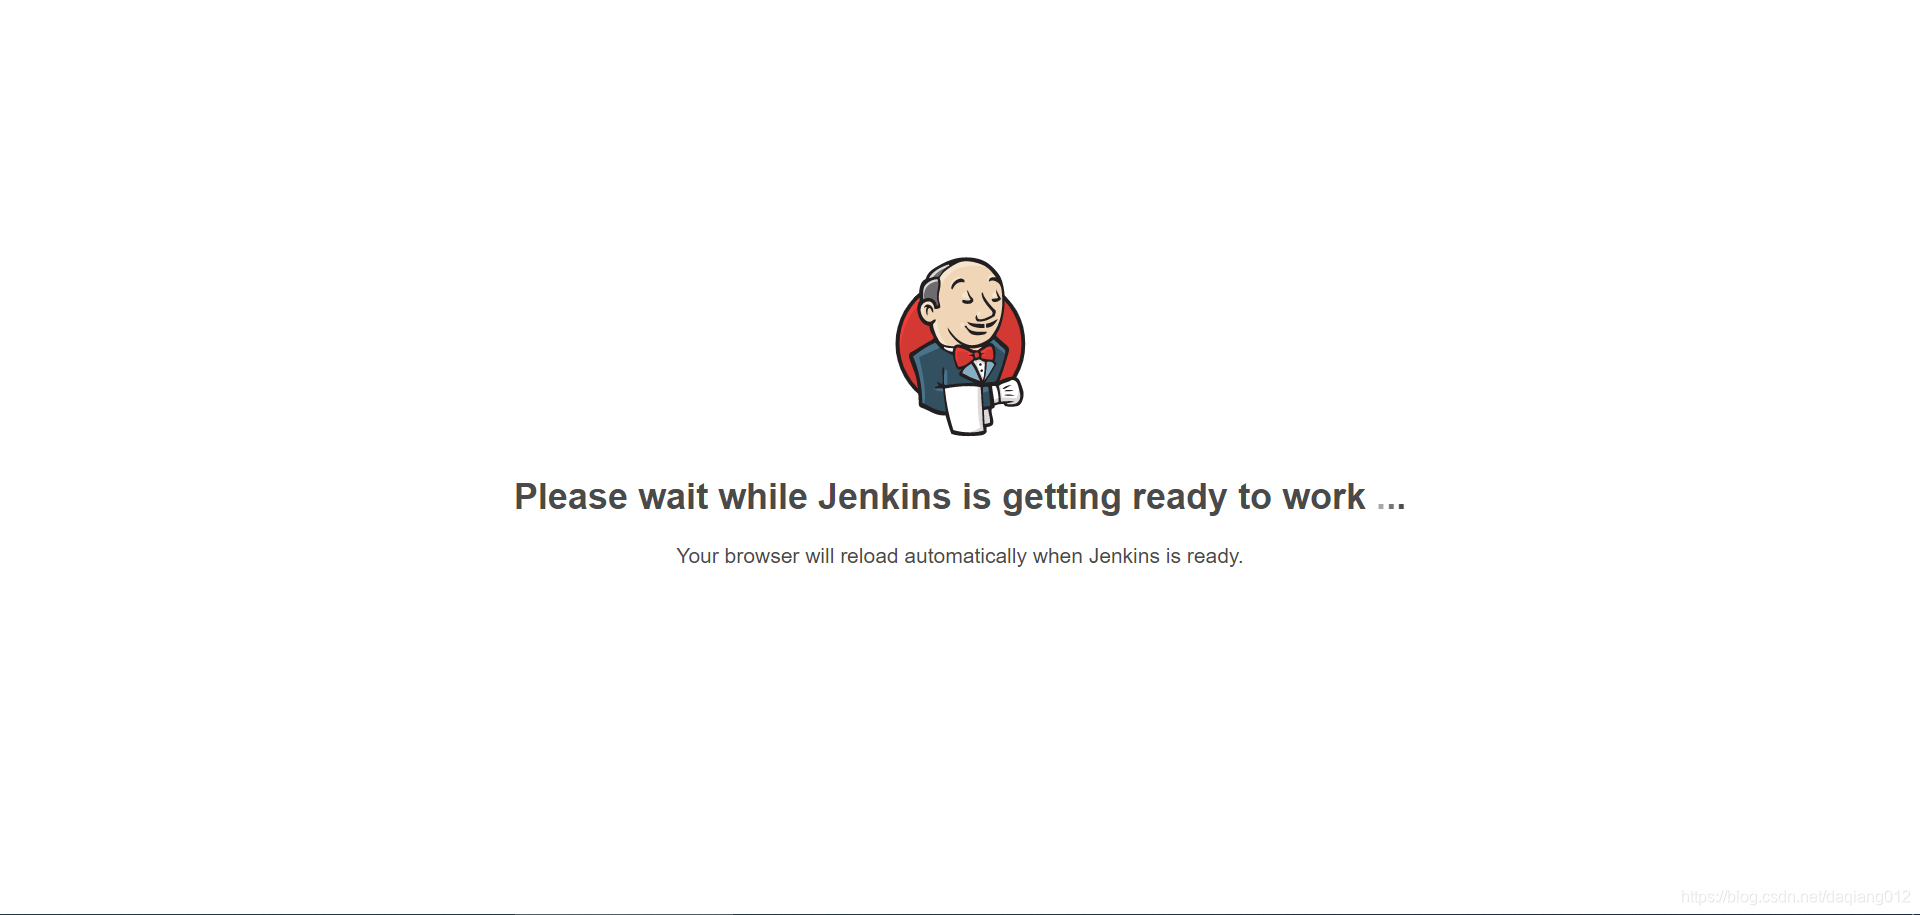 Please wait while Jenkins is getting ready to work ...
Your browser will reload automatically when Jenkins is ready.
https://blog.csdn.net/daqiang012